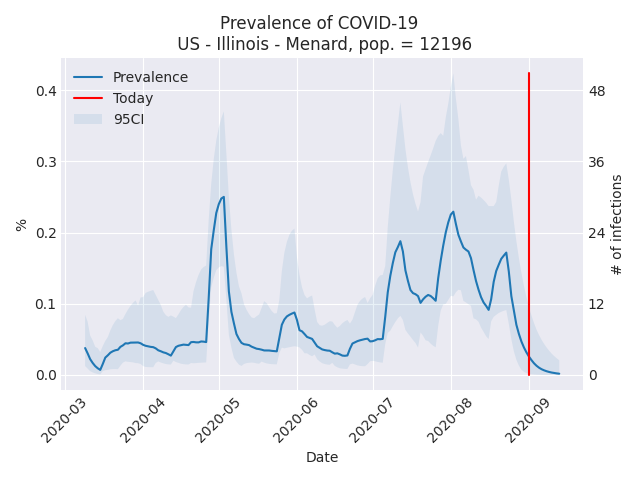 Prevalence of COVID-19
US - Illinois - Menard, pop. = 12196
Prevalence
Today
95CI
0.4
0.3
0.2
0.1
0.0
%
48
36
24
12
0
# of infections
2020-03
2020-04
2020-05
2020-06
2020-07
2020-08
2020-09
Date